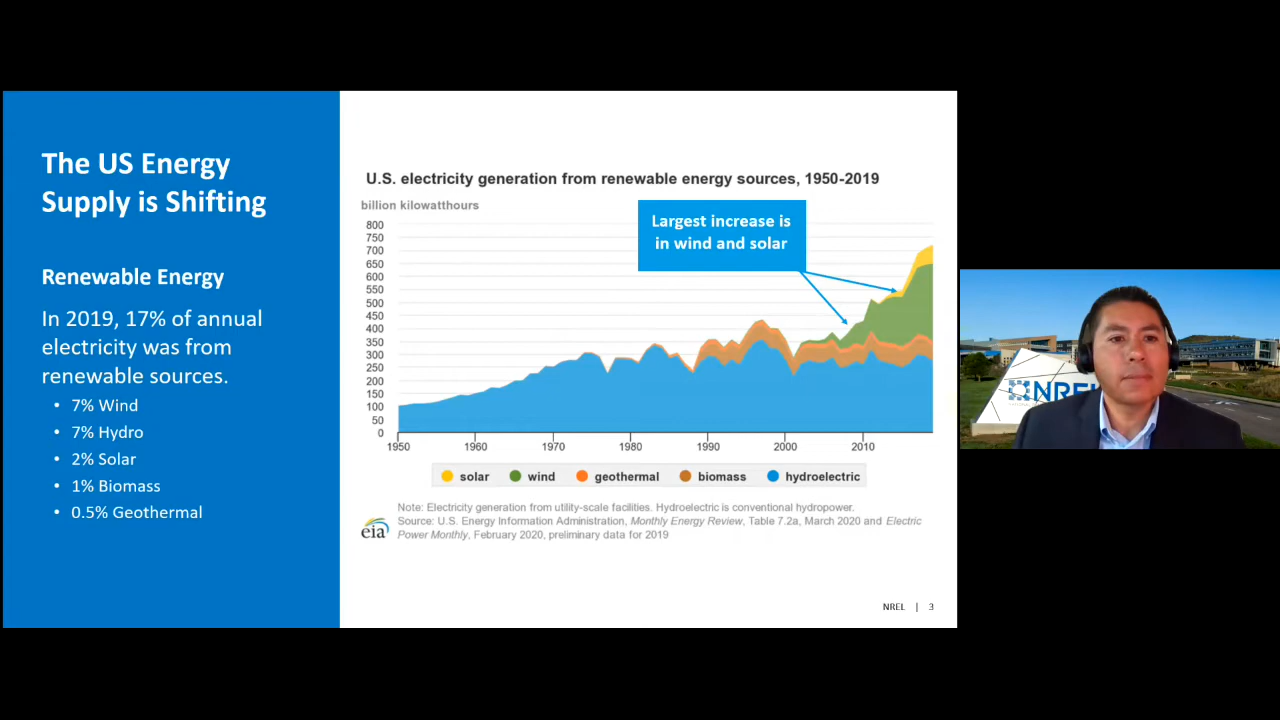 The US Energy
Supply is Shifting
Renewable Energy
In 2019, 17% of annual
electricity was from
renewable sources.
• 7% Wind
• 7% Hydro
• 2% Solar
• 1% Biomass
• 0.5% Geothermal
U.S. electricity generation from renewable energy sources, 1950-2019
billion kilowatthours
Largest increase is
in wind and solar
800
750
700
650
600
550
500
450
400
350
300
250
200
150
100
50
0
1950 1960 1970 1980 1990 2000 2010
solar wind geothermal biomass hydroelectric
Note: Electricity generation from utility-scale facilities. Hydroelectric is conventional hydropower.
Source: U.S. Energy Information Administration, Monthly Energy Review, Table 7.2a, March 2020 and Electric
Power Monthly, February 2020, preliminary data for 2019
eia
NREL | 3
NREL